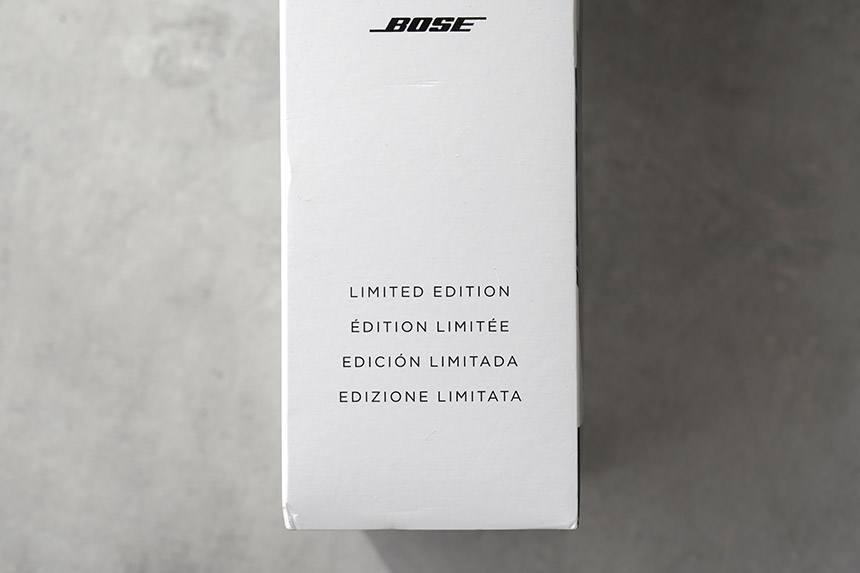 BOSE
LIMITED EDITION
ÉDITION LIMITÉE
EDICIÓN LIMITADA
EDIZIONE LIMITATA